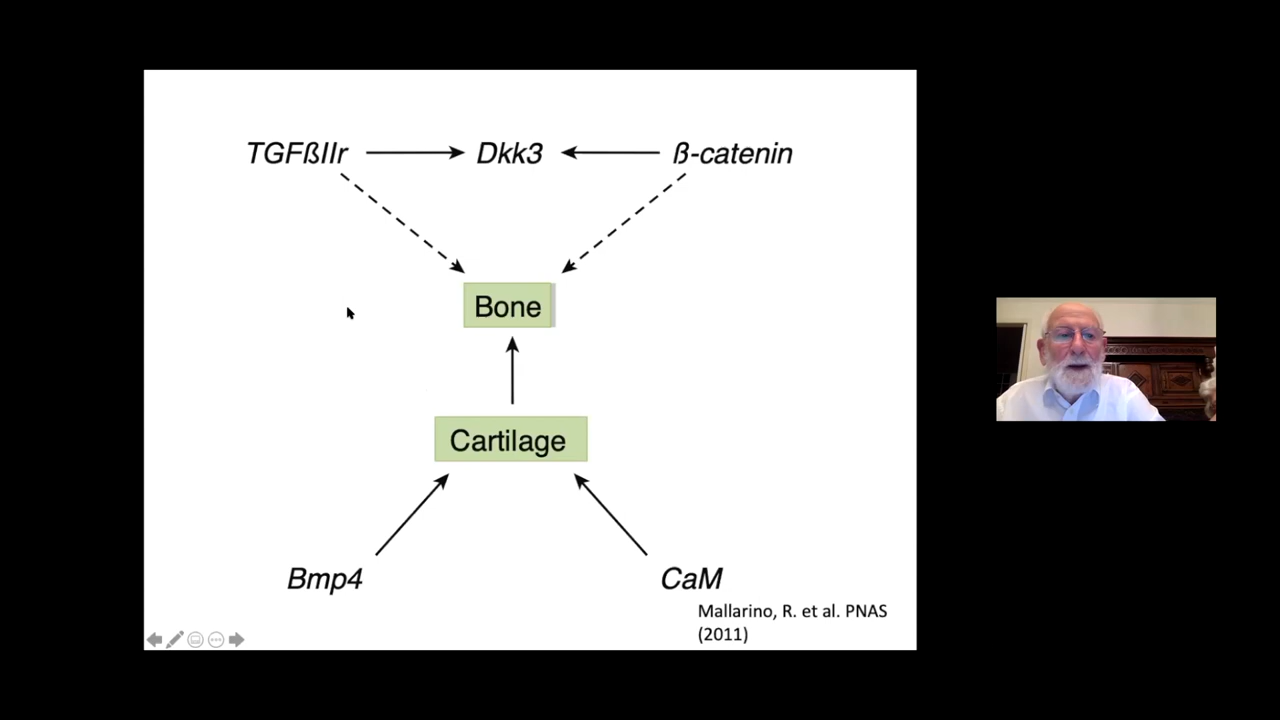 TGFßIIr Dkk3 ß-catenin
Bone
Cartilage
Bmp4 CaM
Mallarino, R. et al. PNAS
(2011)